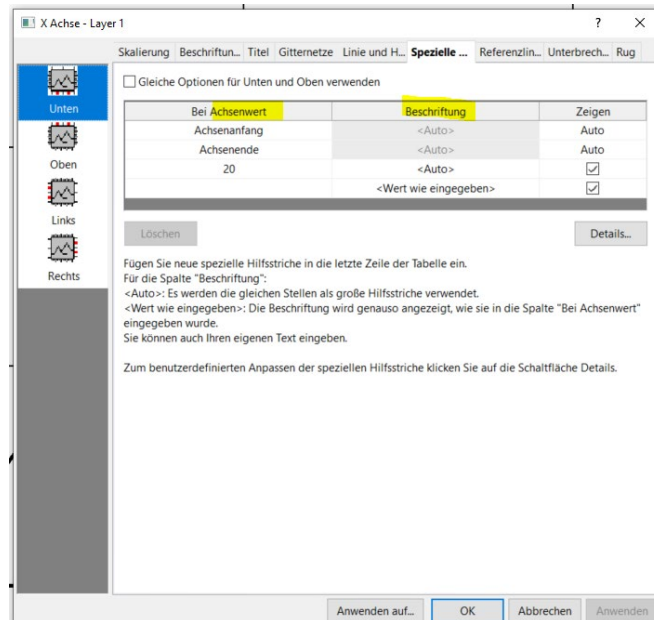 X Achse - Layer 1 ? ×
Skalierung Beschriftun... Titel Gitternetze Linie und H... Spezielle ... Referenzlin... Unterbrech... Rug
Unten
Oben
Links
Rechts
Gleiche Optionen für Unten und Oben verwenden
Bei Achsenwert Beschriftung Zeigen
Achsenanfang <Auto> Auto
Achsenende <Auto> Auto
20 <Auto>
<Wert wie eingegeben>
Löschen Details...
Fügen Sie neue spezielle Hilfsstriche in die letzte Zeile der Tabelle ein.
Für die Spalte "Beschriftung":
<Auto>: Es werden die gleichen Stellen als große Hilfsstriche verwendet.
<Wert wie eingegeben>: Die Beschriftung wird genauso angezeigt, wie sie in die Spalte "Bei Achsenwert"
eingegeben wurde.
Sie können auch Ihren eigenen Text eingeben.
Zum benutzerdefinierten Anpassen der speziellen Hilfsstriche klicken Sie auf die Schaltfläche Details.
Anwenden auf... OK Abbrechen Anwenden